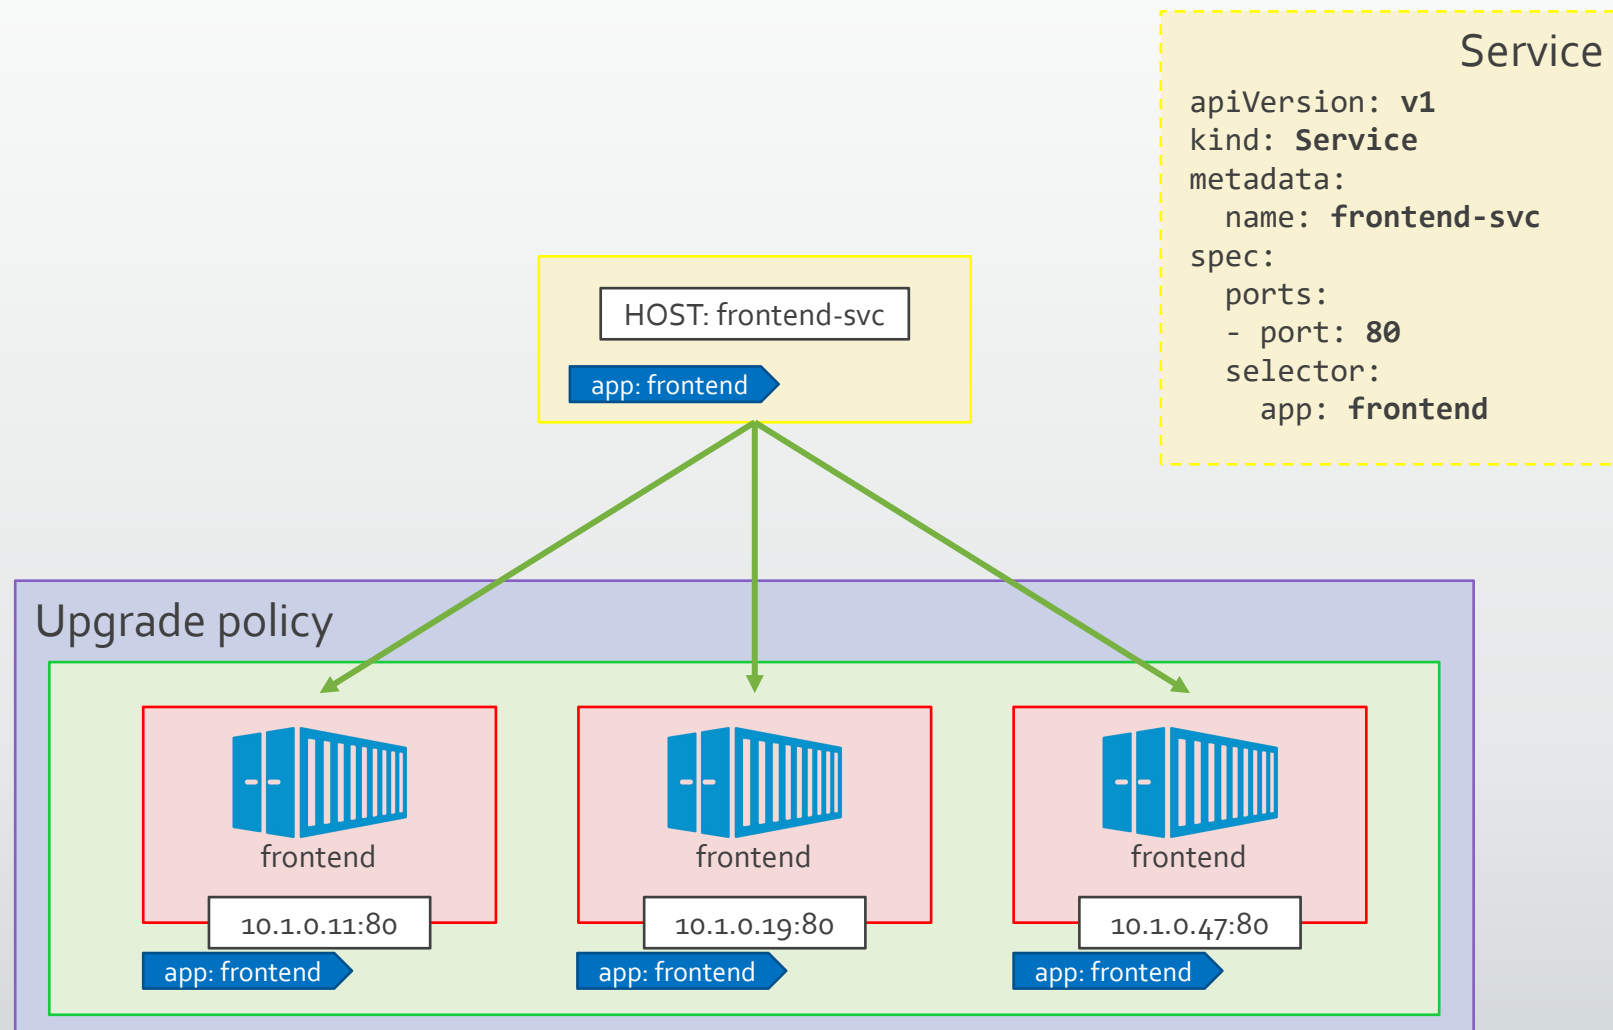 Service
apiVersion: v1
kind: Service
metadata:
  name: frontend-svc
spec:
  ports:
  - port: 80
  selector:
    app: frontend
HOST: frontend-svc
app: frontend
Upgrade policy
frontend
10.1.0.11:80
app: frontend
frontend
10.1.0.19:80
app: frontend
frontend
10.1.0.47:80
app: frontend